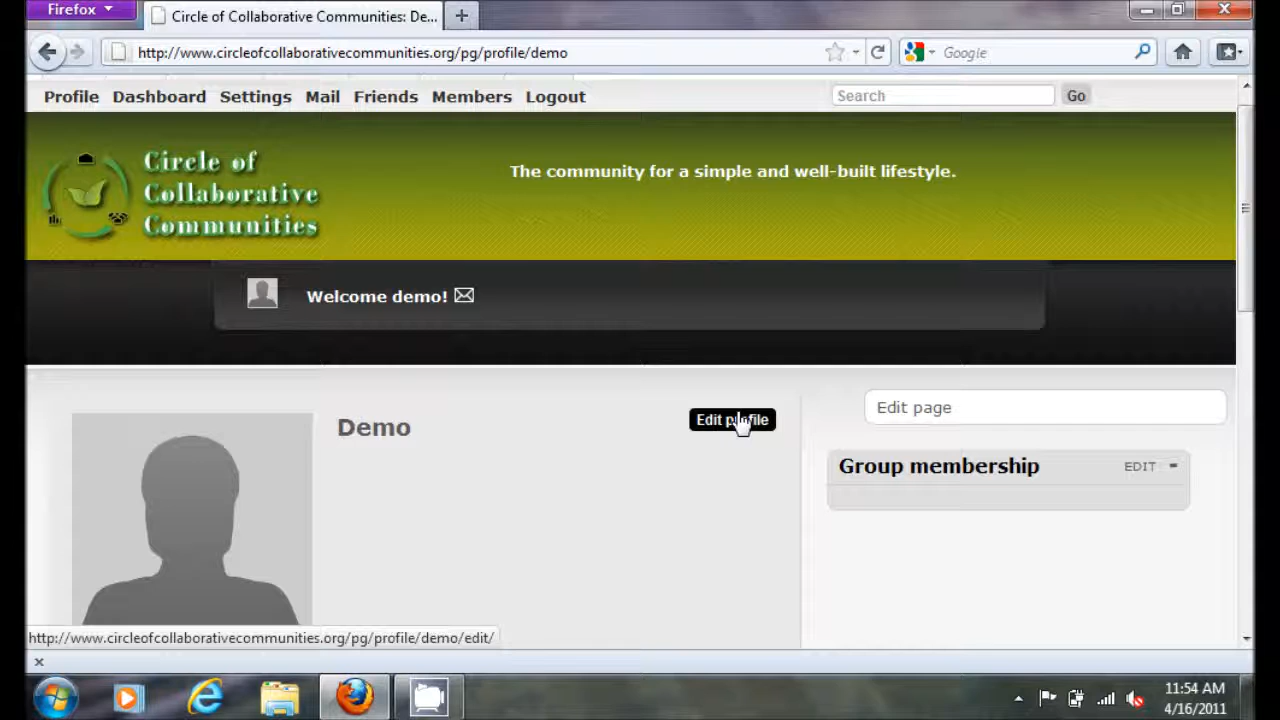 Firefox
Circle of Collaborative Communities: De...
http://www.circleofcollaborativecommunities.org/pg/profile/demo
Google
Profile Dashboard Settings Mail Friends Members Logout
Search
Go
Circle of
Collaborative
Communities
The community for a simple and well-built lifestyle.
Welcome demo!
Demo
Edit profile
Edit page
Group membership
EDIT
http://www.circleofcollaborativecommunities.org/pg/profile/demo/edit/
11:54 AM
4/16/2011